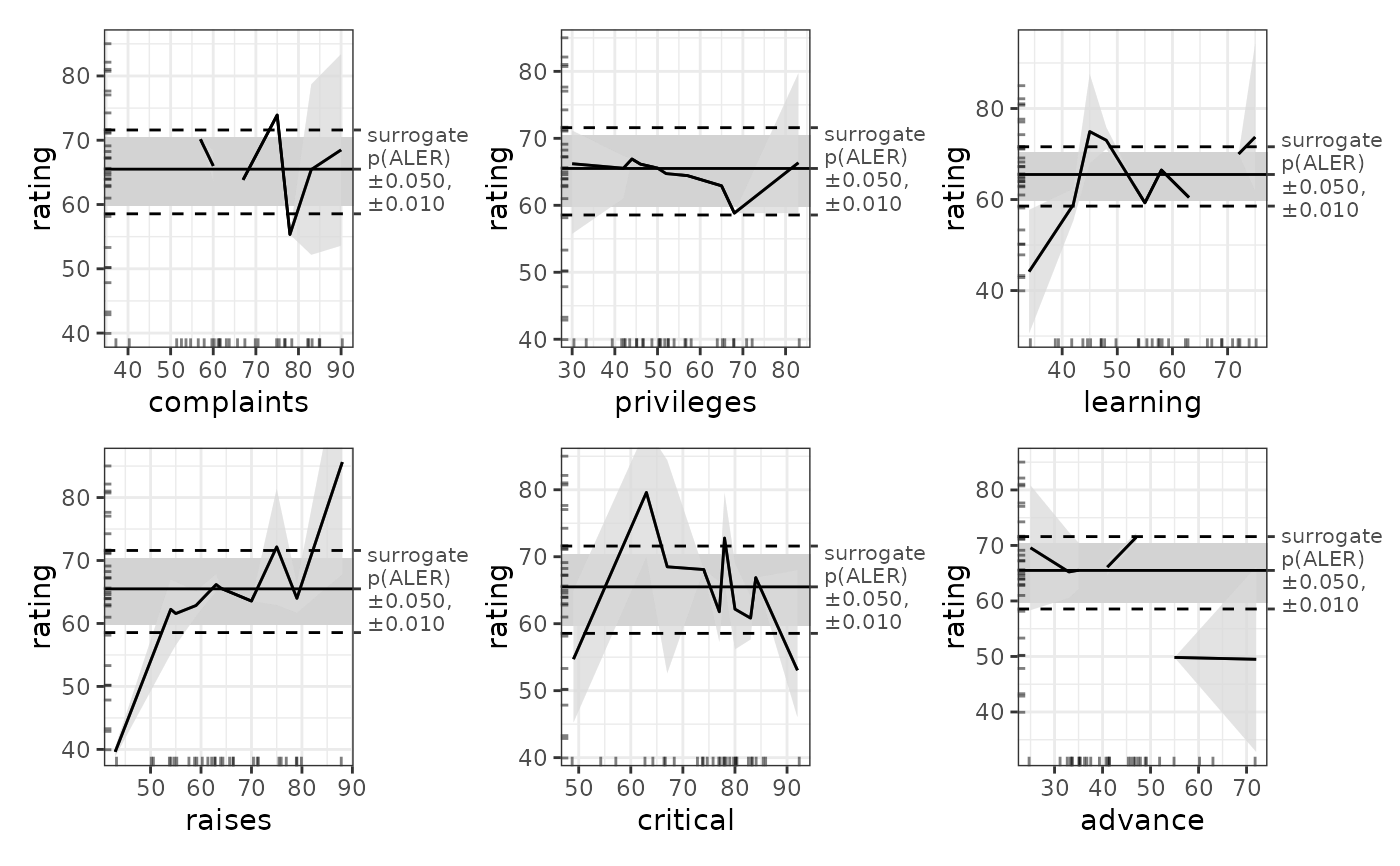 80
70
60
50
40
rating
40 50 60 70 80 90
complaints
surrogate
p(ALER)
±0.050,
±0.010
80
70
60
50
40
rating
30 40 50 60 70 80
privileges
surrogate
p(ALER)
±0.050,
±0.010
80
60
40
rating
40 50 60 70
learning
surrogate
p(ALER)
±0.050,
±0.010
80
70
60
50
40
rating
50 60 70 80 90
raises
surrogate
p(ALER)
±0.050,
±0.010
80
70
60
50
40
rating
50 60 70 80 90
critical
surrogate
p(ALER)
±0.050,
±0.010
80
70
60
50
40
rating
30 40 50 60 70
advance
surrogate
p(ALER)
±0.050,
±0.010